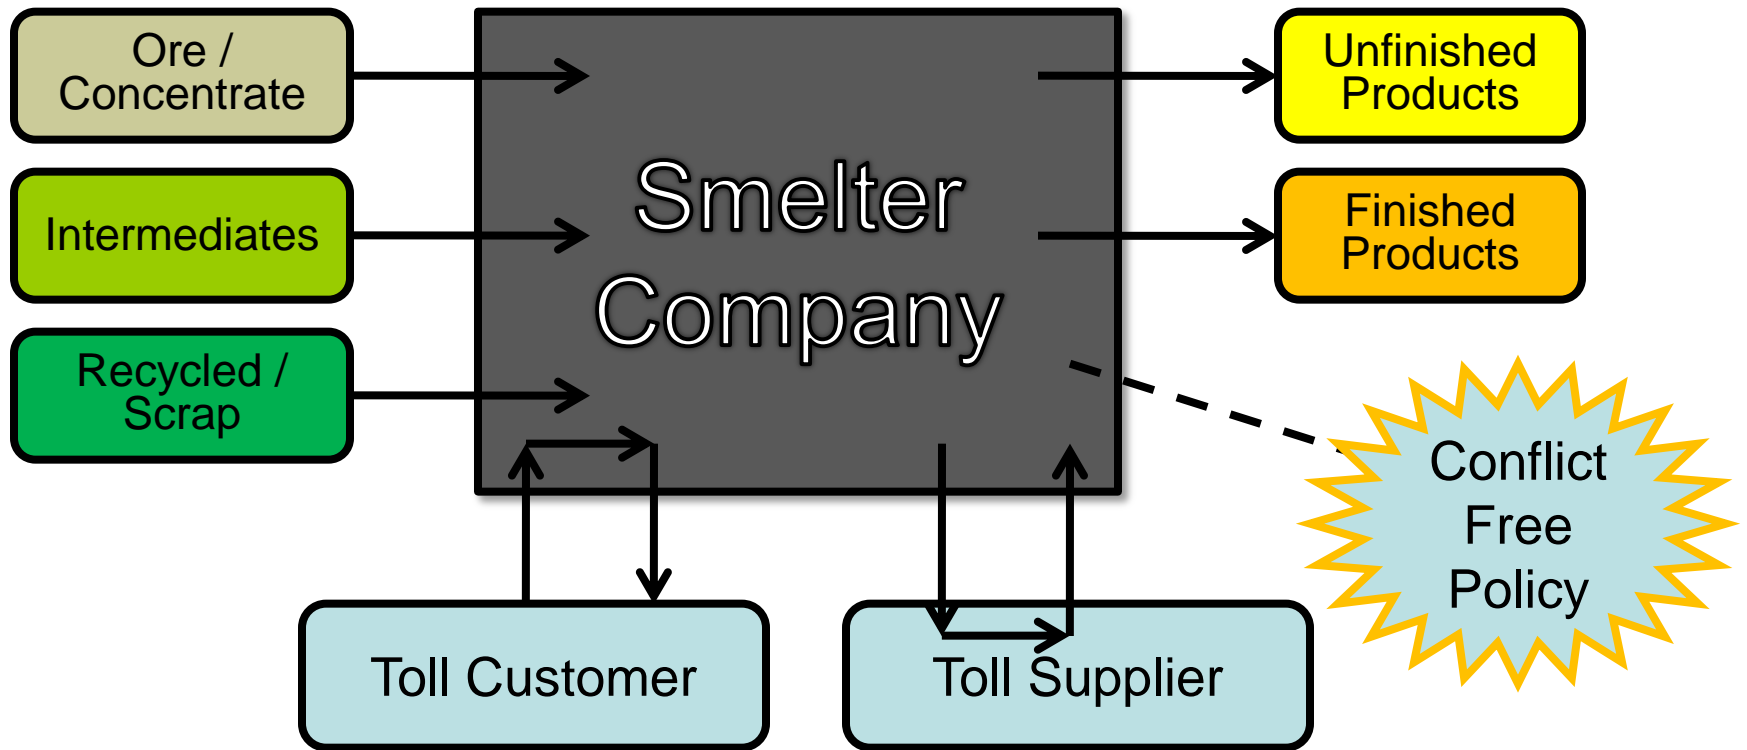 Ore /
Concentrate
Intermediates
Recycled /
Scrap
Smelter
Company
Unfinished
Products
Finished
Products
Conflict
Free
Policy
Toll Customer
Toll Supplier